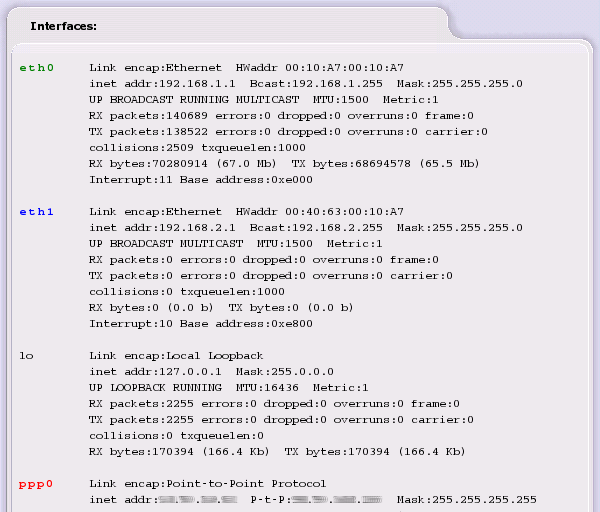 Interfaces:
eth0 Link encap:Ethernet HWaddr 00:10:A7:00:10:A7
inet addr:192.168.1.1 Bcast:192.168.1.255 Mask:255.255.255.0
UP BROADCAST RUNNING MULTICAST MTU:1500 Metric:1
RX packets:140689 errors:0 dropped:0 overruns:0 frame:0
TX packets:138522 errors:0 dropped:0 overruns:0 carrier:0
collisions:2509 txqueuelen:1000
RX bytes:70280914 (67.0 Mb) TX bytes:68694578 (65.5 Mb)
Interrupt:11 Base address:0xe000
eth1 Link encap:Ethernet HWaddr 00:40:63:00:10:A7
inet addr:192.168.2.1 Bcast:192.168.2.255 Mask:255.255.255.0
UP BROADCAST MULTICAST MTU:1500 Metric:1
RX packets:0 errors:0 dropped:0 overruns:0 frame:0
TX packets:0 errors:0 dropped:0 overruns:0 carrier:0
collisions:0 txqueuelen:1000
RX bytes:0 (0.0 b) TX bytes:0 (0.0 b)
Interrupt:10 Base address:0xe800
lo Link encap:Local Loopback
inet addr:127.0.0.1 Mask:255.0.0.0
UP LOOPBACK RUNNING MTU:16436 Metric:1
RX packets:2255 errors:0 dropped:0 overruns:0 frame:0
TX packets:2255 errors:0 dropped:0 overruns:0 carrier:0
collisions:0 txqueuelen:0
RX bytes:170394 (166.4 Kb) TX bytes:170394 (166.4 Kb)
ppp0 Link encap:Point-to-Point Protocol
inet addr: P-t-P: Mask:255.255.255.255